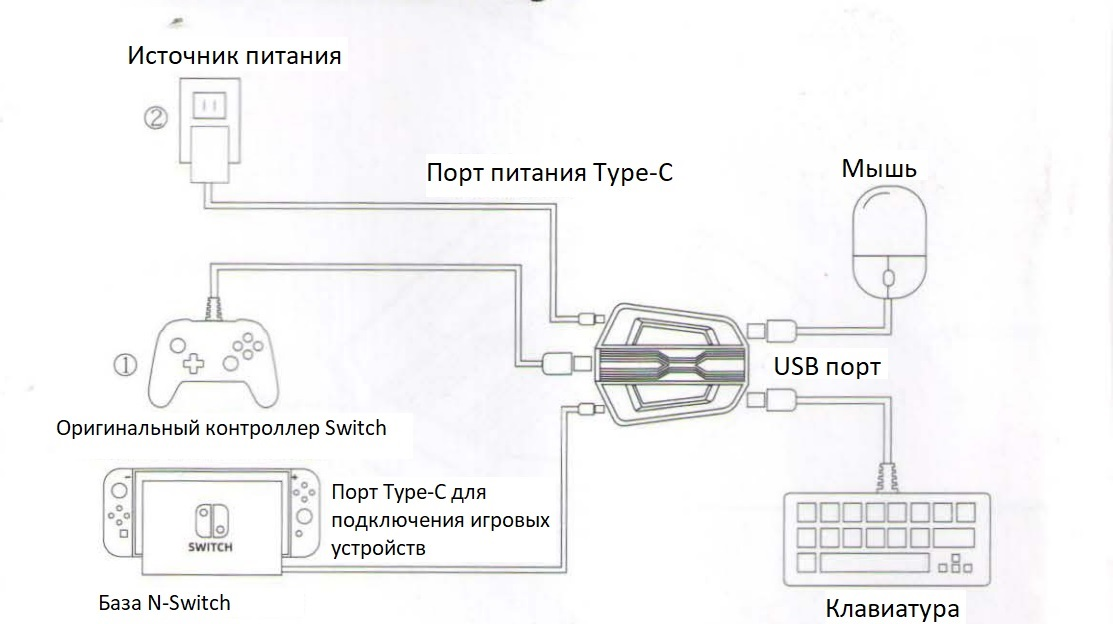 Источник питания
②
Порт питания Type-C
Мышь
①
USB порт
Оригинальный контроллер Switch
Порт Type-C для
подключения игровых
устройств
SWITCH
База N-Switch
Клавиатура